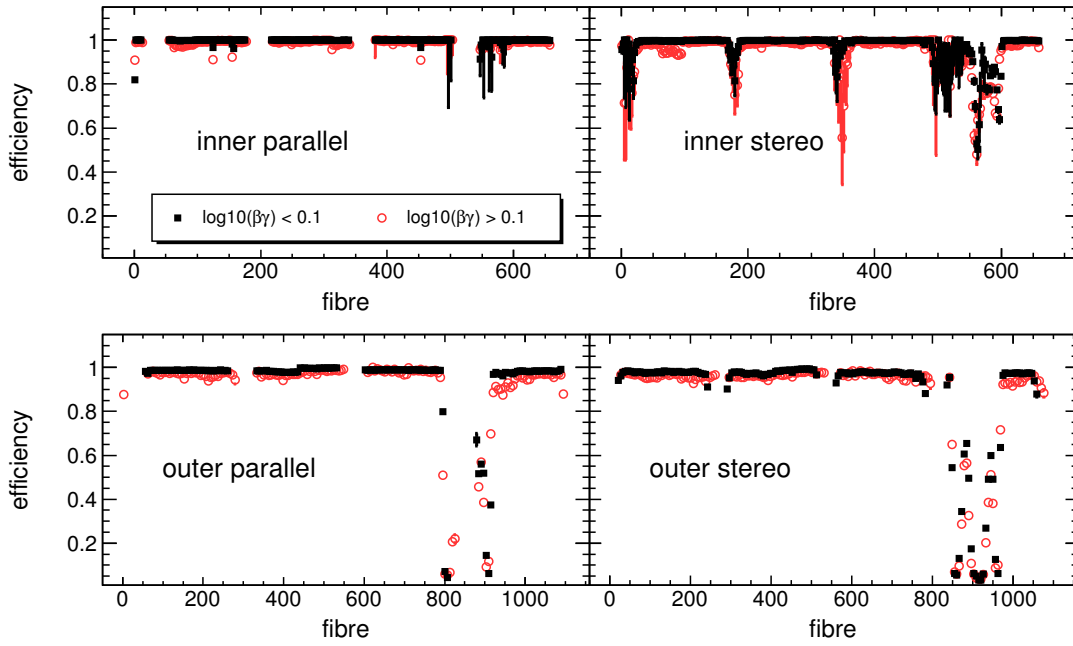 efficiency
1
0.8
0.6
0.4
0.2
inner parallel
log10(βγ) < 0.1 log10(βγ) > 0.1
0 200 400 600
fibre
inner stereo
0 200 400 600
fibre
efficiency
1
0.8
0.6
0.4
0.2
outer parallel
0 200 400 600 800 1000
fibre
outer stereo
0 200 400 600 800 1000
fibre